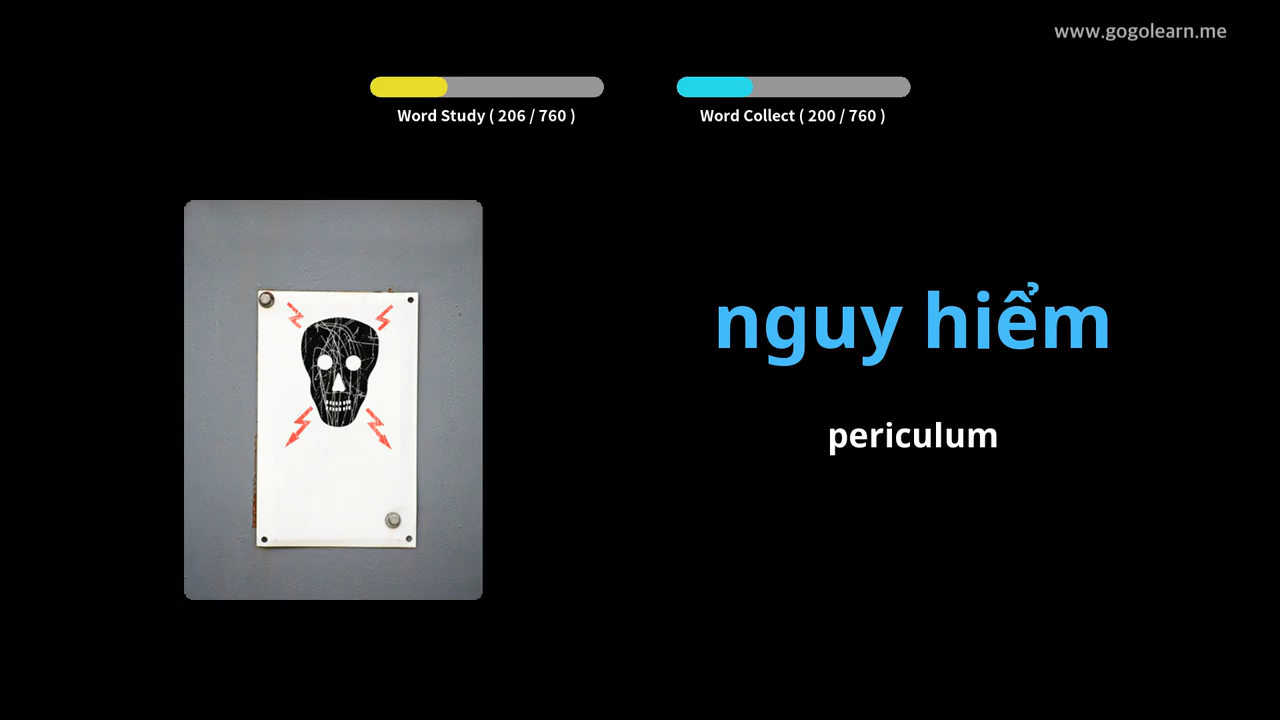 www.gogolearn.me
Word Study ( 206 / 760 )
Word Collect ( 200 / 760 )
nguy hiểm
periculum